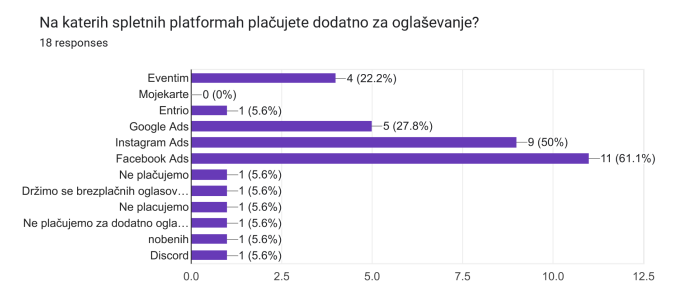 Na katerih spletnih platformah plačujete dodatno za oglaševanje?
18 responses
Eventim 4 (22.2%)
Mojekarte 0 (0%)
Entrio 1 (5.6%)
Google Ads 5 (27.8%)
Instagram Ads 9 (50%)
Facebook Ads 11 (61.1%)
Ne plačujemo 1 (5.6%)
Držimo se brezplačnih oglasov… 1 (5.6%)
Ne placujemo 1 (5.6%)
Ne plačujemo za dodatno ogla… 1 (5.6%)
nobenih 1 (5.6%)
Discord 1 (5.6%)
0.0 2.5 5.0 7.5 10.0 12.5